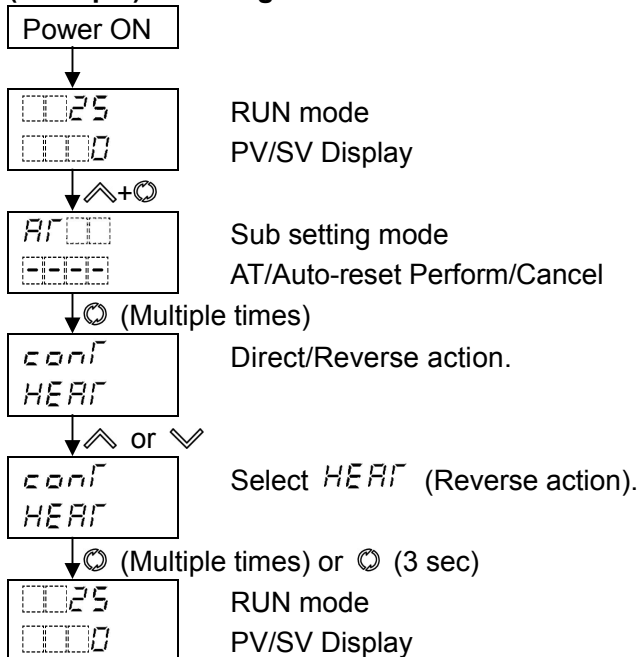 Power ON
25 RUN mode
0 PV/SV Display
+
AT Sub setting mode
---- AT/Auto-reset Perform/Cancel
(Multiple times)
conT Direct/Reverse action.
HEAT
or
conT Select HEAT (Reverse action).
HEAT
(Multiple times) or (3 sec)
25 RUN mode
0 PV/SV Display